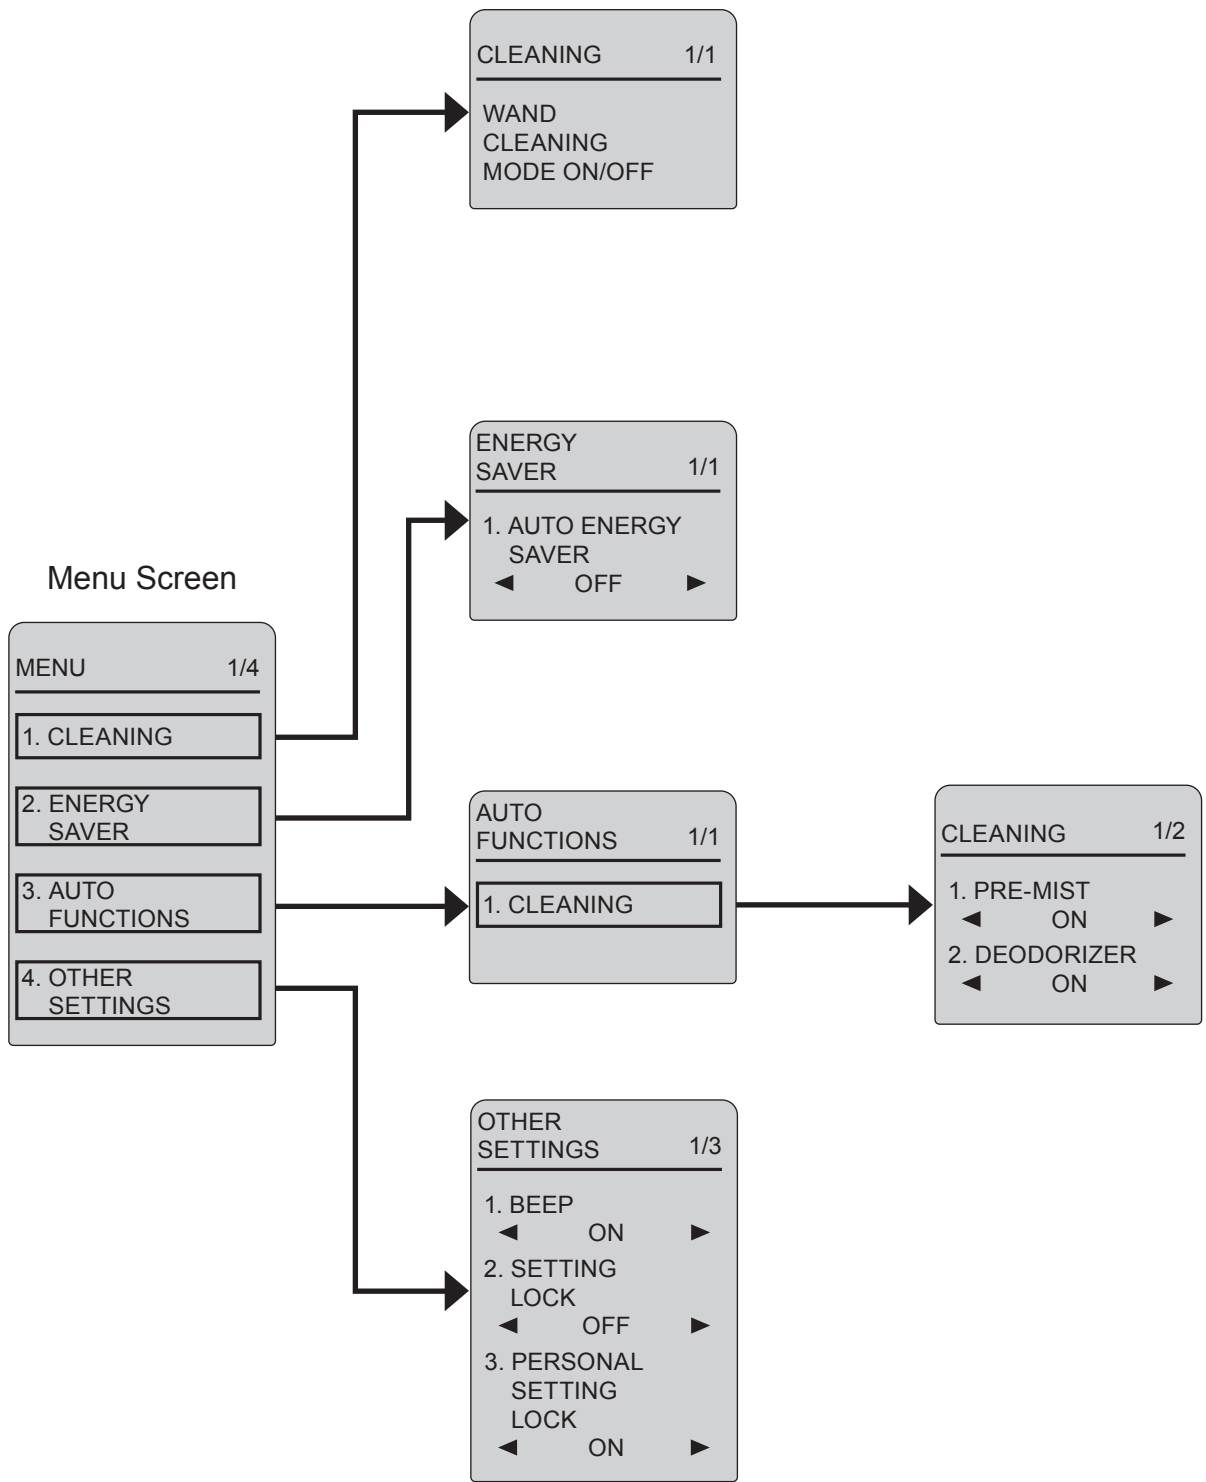 CLEANING 1/1
WAND
CLEANING
MODE ON/OFF
ENERGY
SAVER 1/1
1. AUTO ENERGY
SAVER
◀ OFF ▶
Menu Screen
MENU 1/4
1. CLEANING
2. ENERGY
SAVER
3. AUTO
FUNCTIONS
4. OTHER
SETTINGS
AUTO
FUNCTIONS 1/1
1. CLEANING
CLEANING 1/2
1. PRE-MIST
◀ ON ▶
2. DEODORIZER
◀ ON ▶
OTHER
SETTINGS 1/3
1. BEEP
◀ ON ▶
2. SETTING
LOCK
◀ OFF ▶
3. PERSONAL
SETTING
LOCK
◀ ON ▶